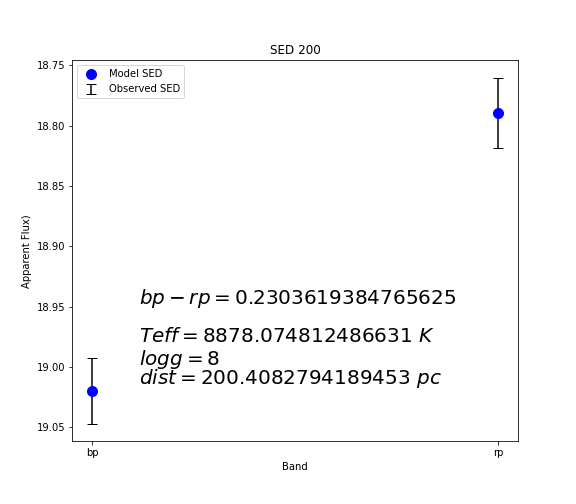 SED 200
18.75
Model SED
Observed SED
18.80
18.85
18.90
18.95
19.00
19.05
Apparent Flux)
bp − rp = 0.2303619384765625
Teff = 8878.074812486631 K
logg = 8
dist = 200.4082794189453 pc
bp
rp
Band